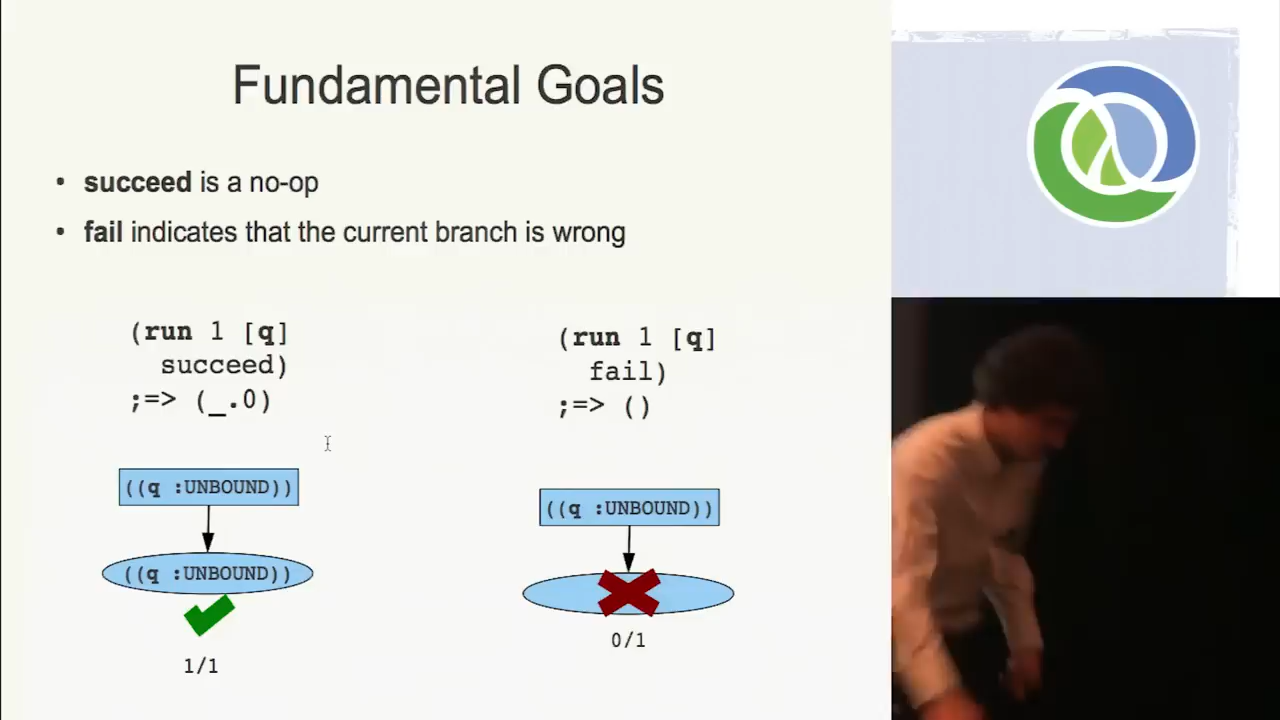 Fundamental Goals
• succeed is a no-op
• fail indicates that the current branch is wrong
(run 1 [q]
succeed)
;=> (_.0)
((q :UNBOUND))
((q :UNBOUND))
1/1
(run 1 [q]
fail)
;=> ()
((q :UNBOUND))
0/1